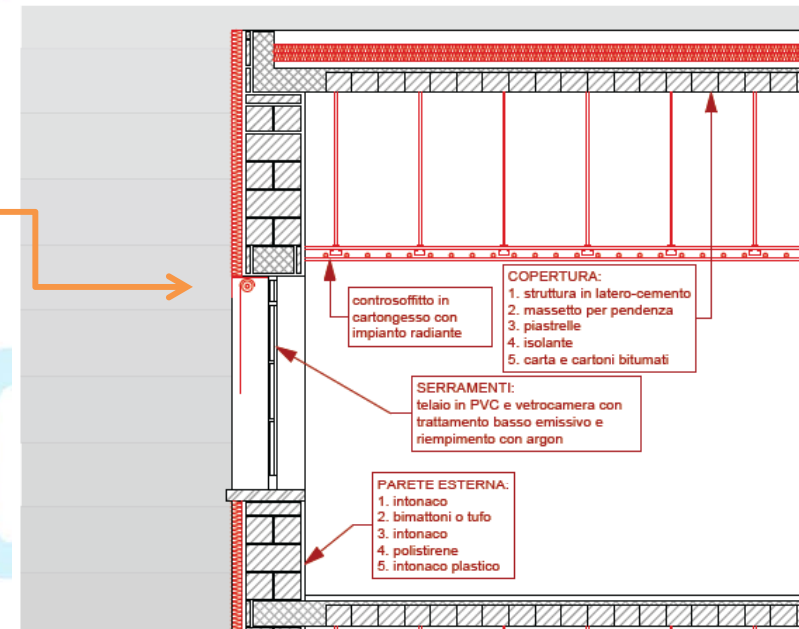 controsoffitto in
cartongesso con
impianto radiante
COPERTURA:
1. struttura in latero-cemento
2. massetto per pendenza
3. piastrelle
4. isolante
5. carta e cartoni bitumati
SERRAMENTI:
telaio in PVC e vetrocamera con
trattamento basso emissivo e
riempimento con argon
PARETE ESTERNA:
1. intonaco
2. bimattoni o tufo
3. intonaco
4. polistirene
5. intonaco plastico